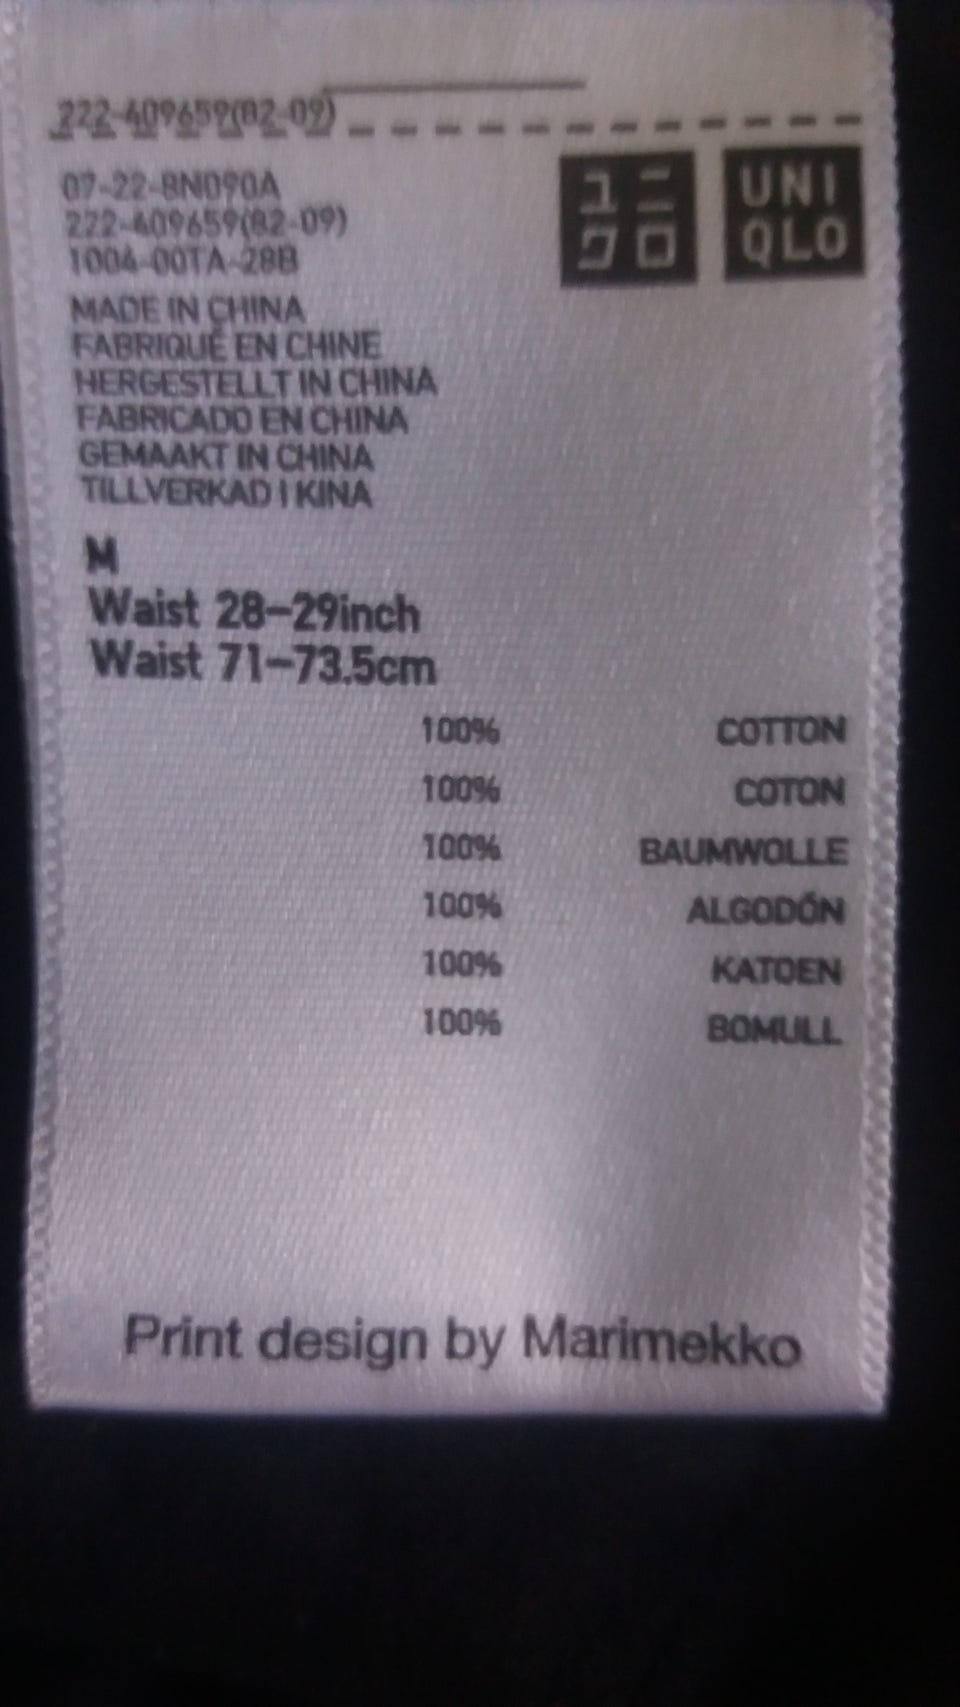 222-409659(82-09)
07-22-8N090A
222-409659(82-09)
1004-00TA-28B
ユニ
クロ
UNI
QLO
MADE IN CHINA
FABRIQUÉ EN CHINE
HERGESTELLT IN CHINA
FABRICADO EN CHINA
GEMAAKT IN CHINA
TILLVERKAD I KINA
M
Waist 28-29inch
Waist 71-73.5cm
100% COTTON
100% COTON
100% BAUMWOLLE
100% ALGODÓN
100% KATOEN
100% BOMULL
Print design by Marimekko